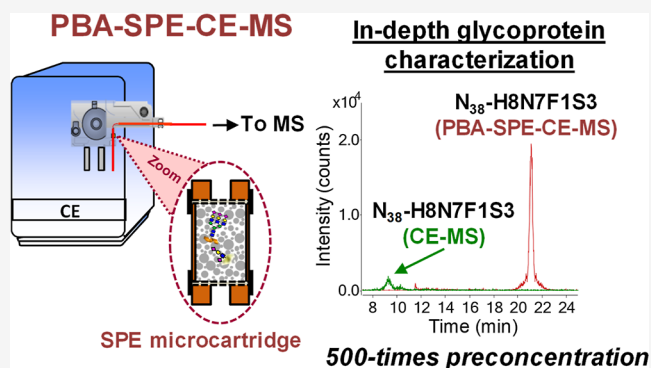 PBA-SPE-CE-MS
To MS
Zoom
CE
SPE microcartridge
In-depth glycoprotein
characterization
x10⁴
Intensity (counts)
2.0
1.0
0.0
N₃₈-H8N7F1S3
(PBA-SPE-CE-MS)
N₃₈-H8N7F1S3
(CE-MS)
8 10 12 14 16 18 20 22 24
Time (min)
500-times preconcentration